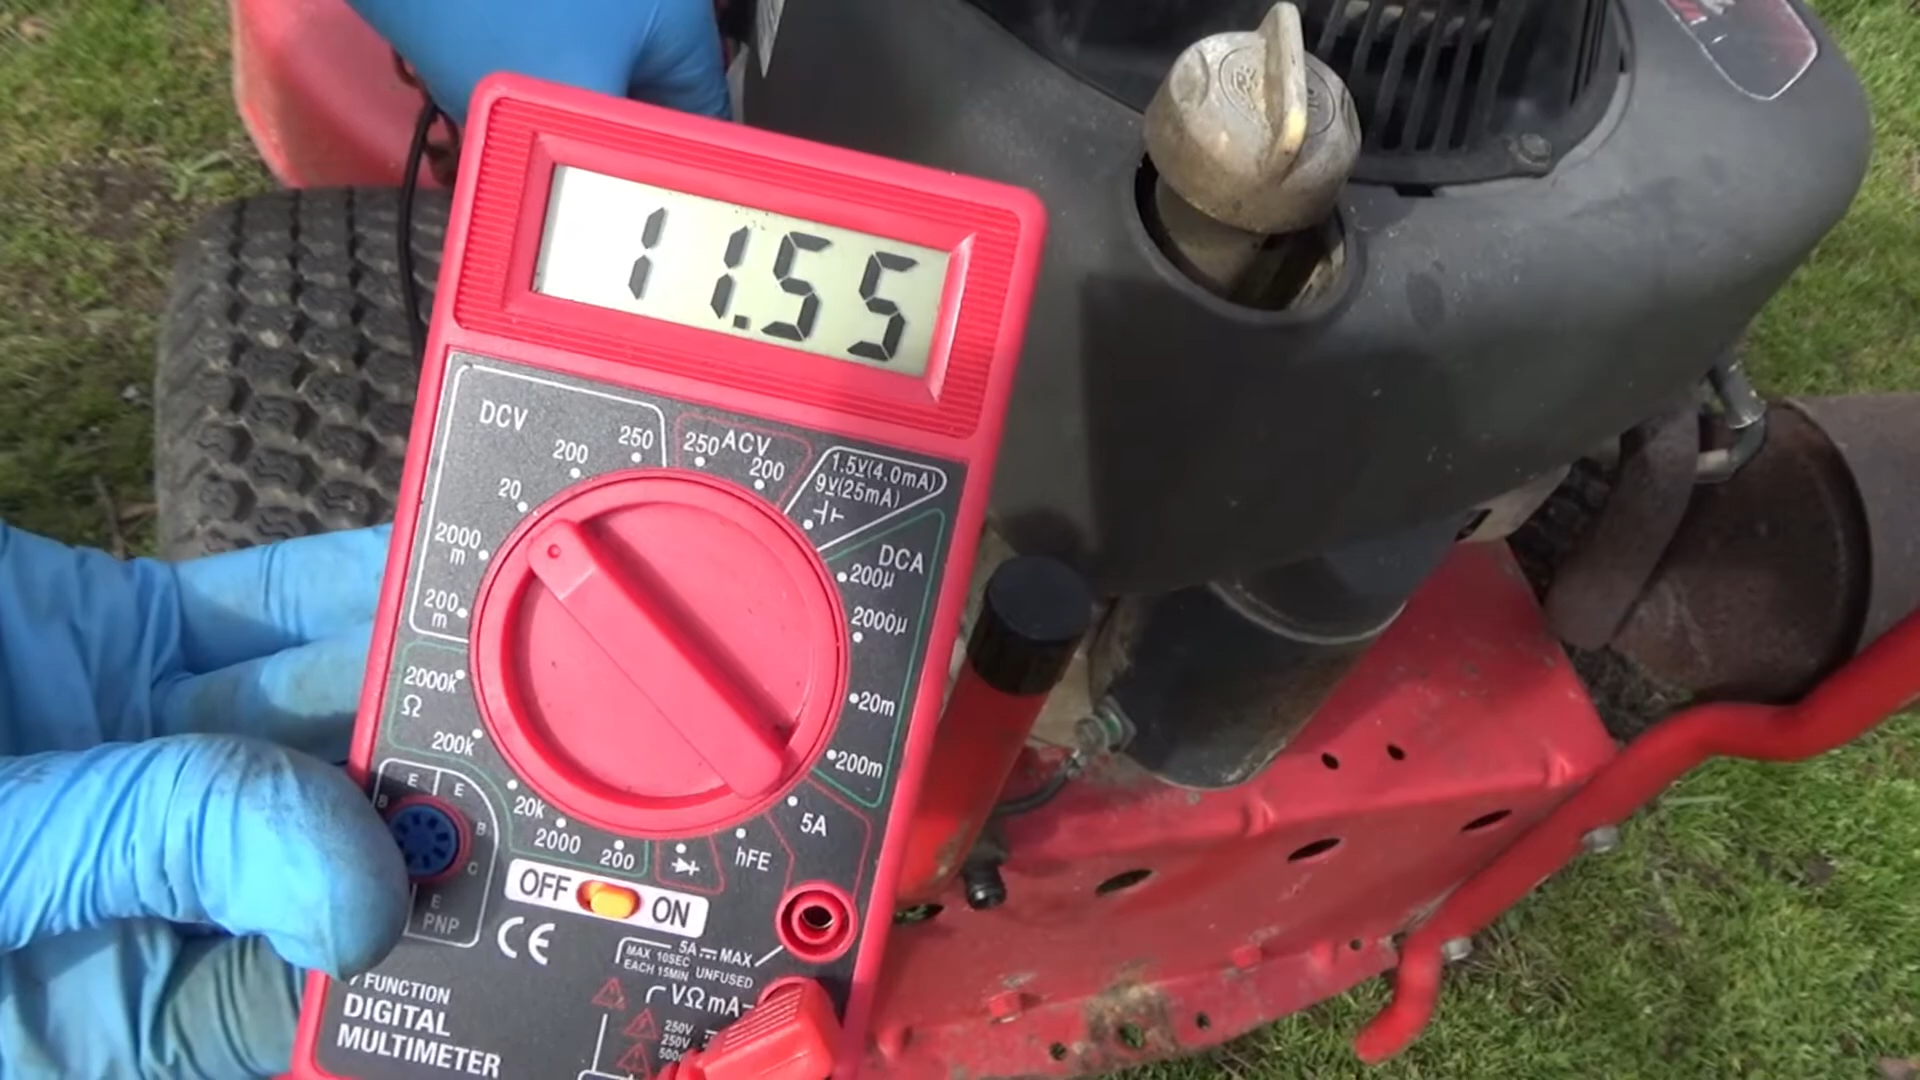 11.55
DCV
200
250
250 ACV
200
1.5V(4.0mA)
9V(25mA)
20
2000
m
200
m
DCA
200µ
2000µ
20m
200m
2000k
Ω
200k
20k
2000
200
hFE
5A
E
E
B
B
C
E
PNP
OFF
ON
CE
5A MAX
MAX 10SEC
EACH 15MIN UNFUSED
VΩmA
FUNCTION
DIGITAL
MULTIMETER
250V
250V